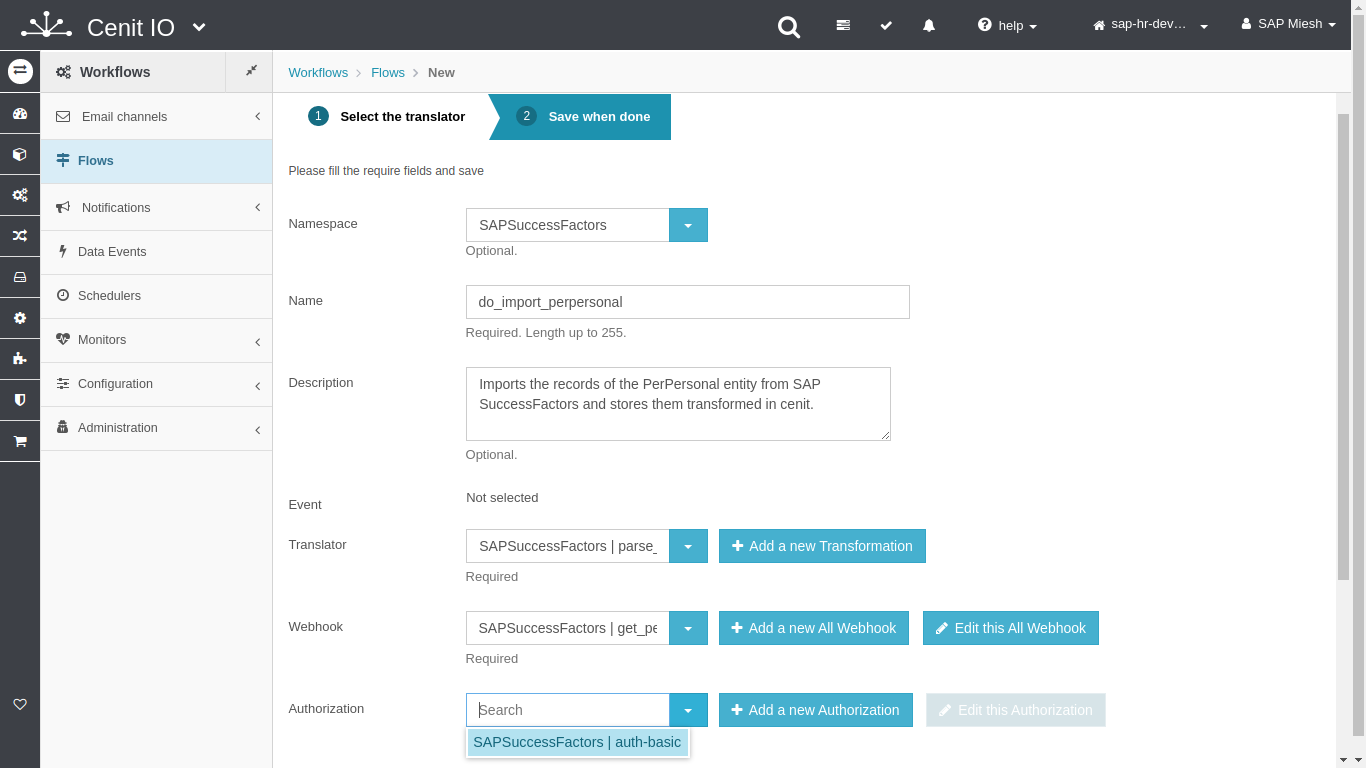 Cenit IO
help
sap-hr-dev…
SAP Miesh
Workflows
Workflows
Flows
New
Email channels
Flows
Notifications
Data Events
Schedulers
Monitors
Configuration
Administration
1 Select the translator
2 Save when done
Please fill the require fields and save
Namespace
SAPSuccessFactors
Optional.
Name
do_import_perpersonal
Required. Length up to 255.
Description
Imports the records of the PerPersonal entity from SAP
SuccessFactors and stores them transformed in cenit.
Optional.
Event
Not selected
Translator
SAPSuccessFactors | parse_
Add a new Transformation
Required
Webhook
SAPSuccessFactors | get_pe
Add a new All Webhook
Edit this All Webhook
Required
Authorization
Search
Add a new Authorization
Edit this Authorization
SAPSuccessFactors | auth-basic